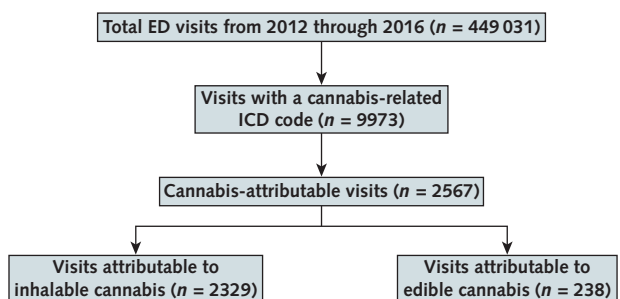 Total ED visits from 2012 through 2016 (n = 449 031)
Visits with a cannabis-related
ICD code (n = 9973)
Cannabis-attributable visits (n = 2567)
Visits attributable to
inhalable cannabis (n = 2329)
Visits attributable to
edible cannabis (n = 238)